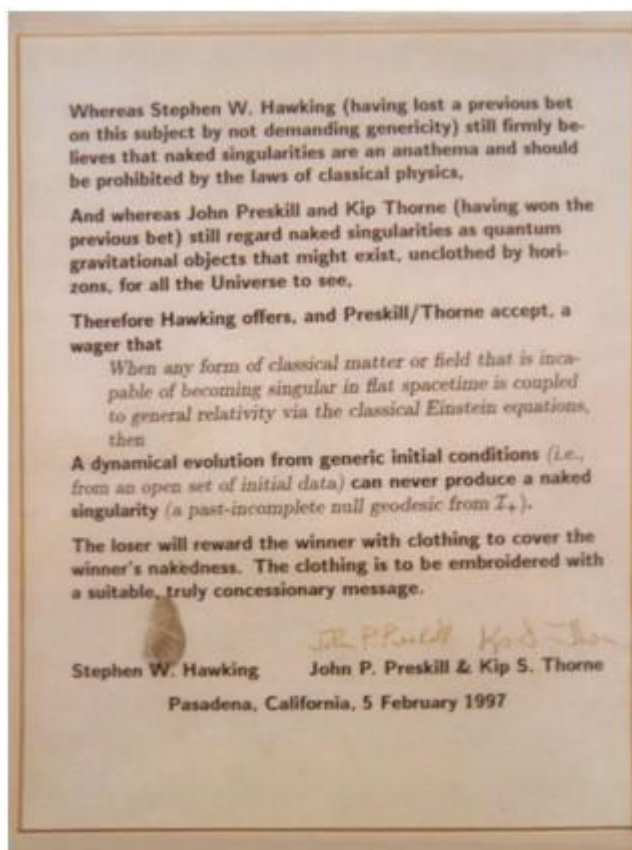 Whereas Stephen W. Hawking (having lost a previous bet
on this subject by not demanding genericity) still firmly be-
lieves that naked singularities are an anathema and should
be prohibited by the laws of classical physics,
And whereas John Preskill and Kip Thorne (having won the
previous bet) still regard naked singularities as quantum
gravitational objects that might exist, unclothed by hori-
zons, for all the Universe to see,
Therefore Hawking offers, and Preskill/Thorne accept, a
wager that
When any form of classical matter or field that is inca-
pable of becoming singular in flat spacetime is coupled
to general relativity via the classical Einstein equations,
then
A dynamical evolution from generic initial conditions (i.e.,
from an open set of initial data) can never produce a naked
singularity (a past-incomplete null geodesic from I₊).
The loser will reward the winner with clothing to cover the
winner's nakedness. The clothing is to be embroidered with
a suitable, truly concessionary message.
John P Preskill Kip S Thorne
Stephen W. Hawking John P. Preskill & Kip S. Thorne
Pasadena, California, 5 February 1997